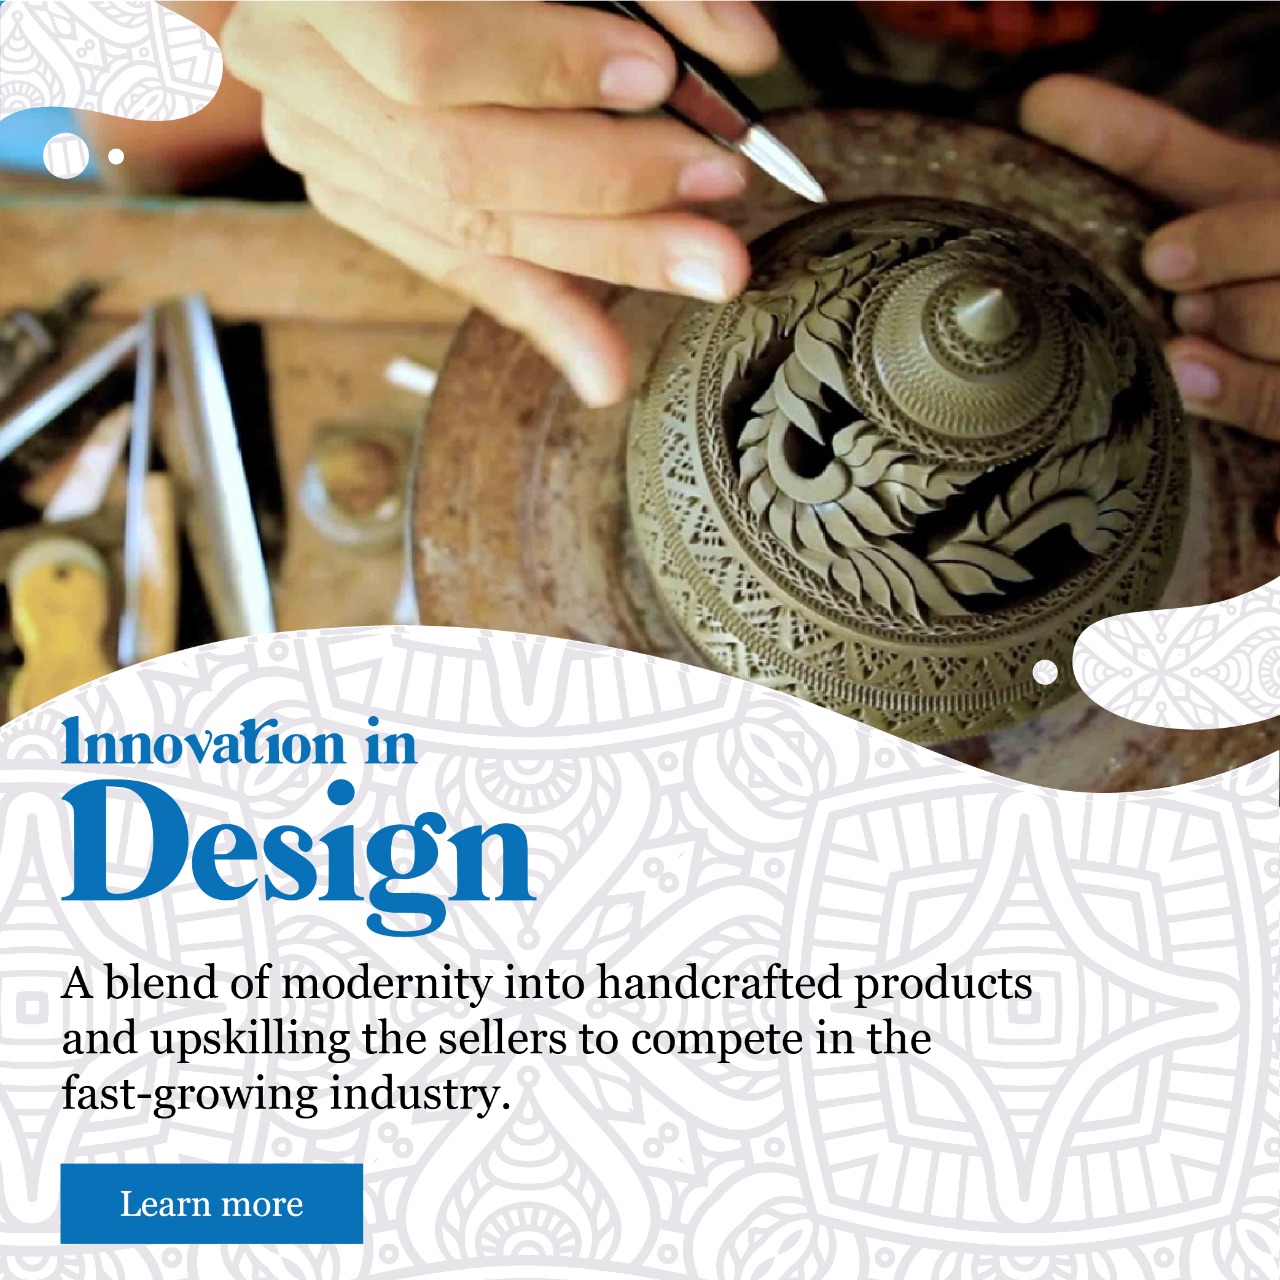 Innovation in
Design
A blend of modernity into handcrafted products
and upskilling the sellers to compete in the
fast-growing industry.
Learn more